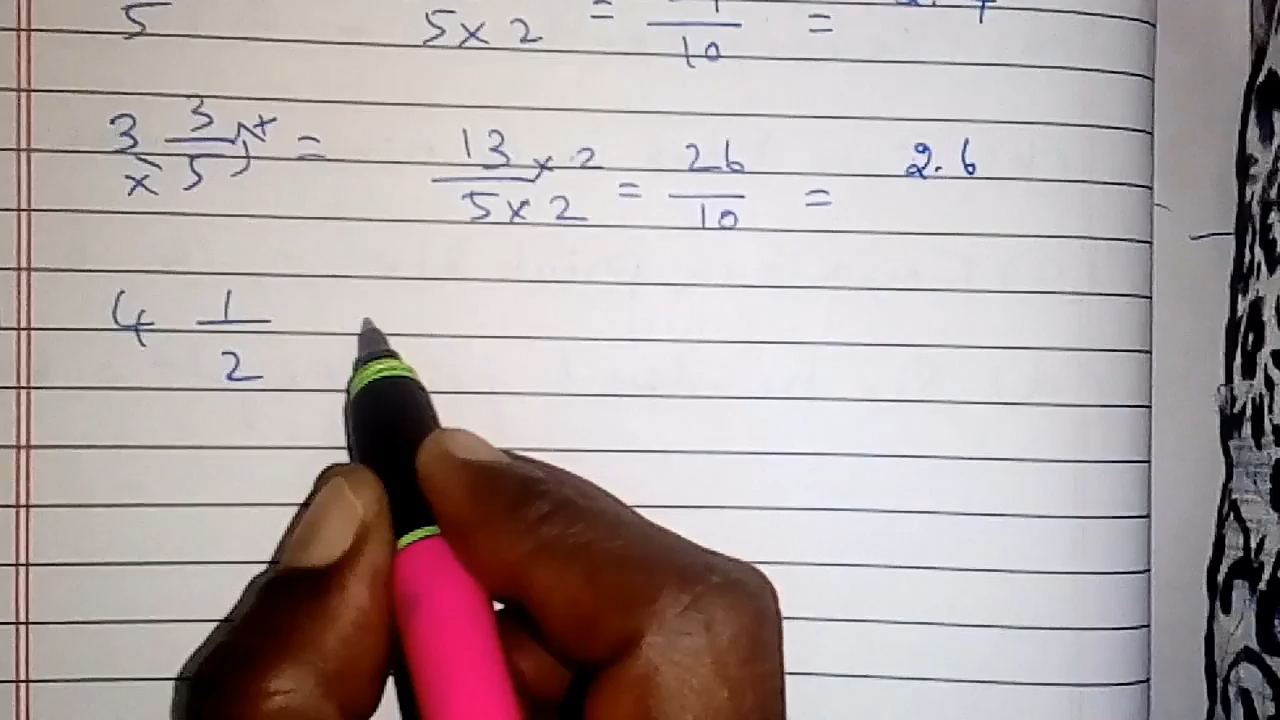 5 5 x 2 = 10 =
3 3/5 x + = 13 x 2 / 5 x 2 = 26/10 = 2.6
4 1/2